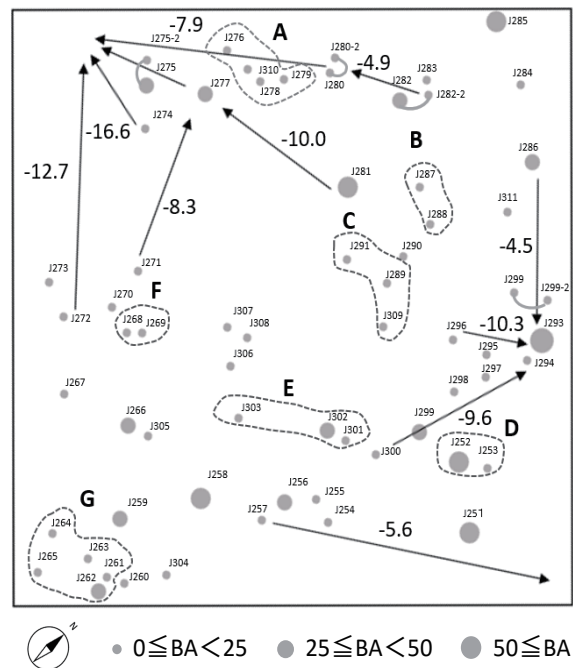 -7.9
A
J285
J275-2
J276
J280-2
-4.9
J283
J275
J310
J279
J280
J282
J284
J277
J278
J282-2
J274
-16.6
-10.0
B
J286
-12.7
J281
J287
-8.3
C
J311
J288
-4.5
J291
J290
J273
J271
J289
J299
J299-2
F
J270
J293
J272
J268
J269
J307
J309
J296
-10.3
J308
J295
J294
J306
J297
J267
E
J298
J303
J302
-9.6
J266
J299
D
J305
J301
J300
J252
J253
G
J258
J256
J255
J259
J257
J254
J251
J264
-5.6
J263
J265
J261
J304
J262
J260
N
0≦BA<25
25≦BA<50
50≦BA